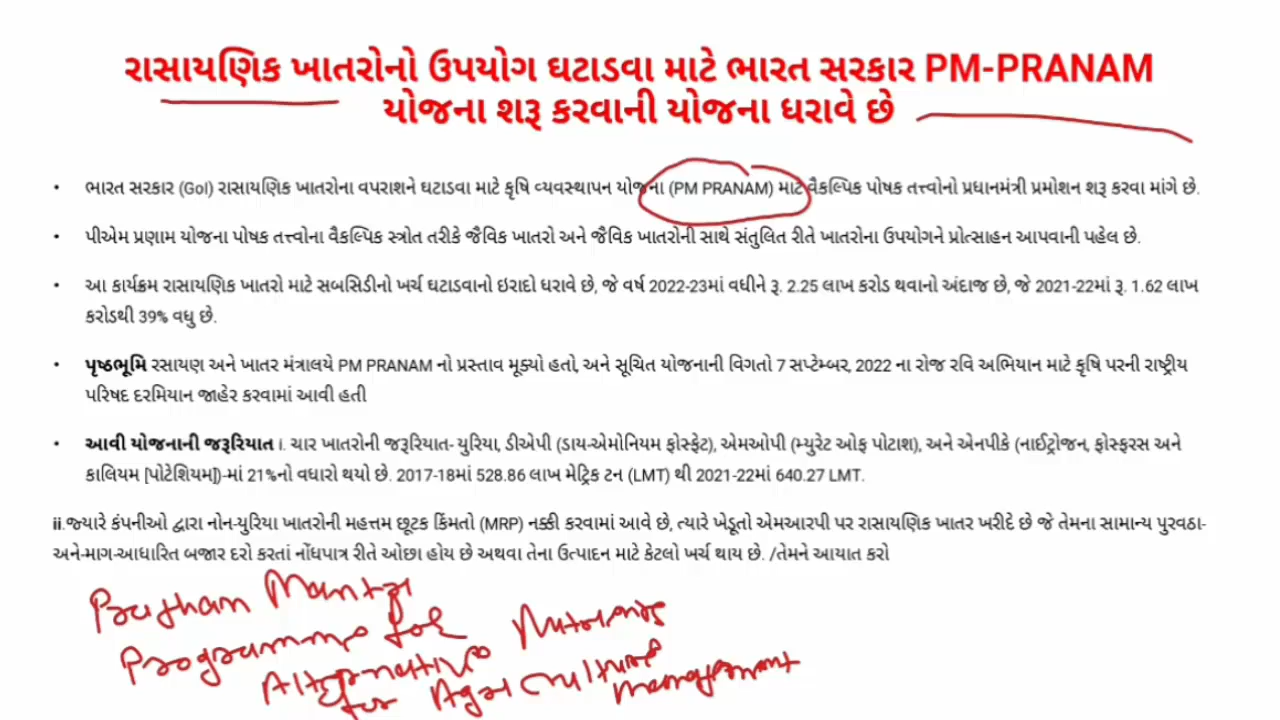 રાસાયણિક ખાતરોનો ઉપયોગ ઘટાડવા માટે ભારત સરકાર PM-PRANAM
યોજના શરૂ કરવાની યોજના ધરાવે છે
• ભારત સરકાર (GoI) રાસાયણિક ખાતરોના વપરાશને ઘટાડવા માટે કૃષિ વ્યવસ્થાપન યોજના (PM PRANAM) માટે વૈકલ્પિક પોષક તત્ત્વોનો પ્રધાનમંત્રી પ્રમોશન શરૂ કરવા માંગે છે.
• પીએમ પ્રણામ યોજના પોષક તત્ત્વોના વૈકલ્પિક સ્ત્રોત તરીકે જૈવિક ખાતરો અને જૈવિક ખાતરોની સાથે સંતુલિત રીતે ખાતરોના ઉપયોગને પ્રોત્સાહન આપવાની પહેલ છે.
• આ કાર્યક્રમ રાસાયણિક ખાતરો માટે સબસિડીનો ખર્ચ ઘટાડવાનો ઇરાદો ધરાવે છે, જે વર્ષ 2022-23માં વધીને રૂ. 2.25 લાખ કરોડ થવાનો અંદાજ છે, જે 2021-22માં રૂ. 1.62 લાખ
કરોડથી 39% વધુ છે.
• પૃષ્ઠભૂમિ રસાયણ અને ખાતર મંત્રાલયે PM PRANAM નો પ્રસ્તાવ મૂક્યો હતો, અને સૂચિત યોજનાની વિગતો 7 સપ્ટેમ્બર, 2022 ના રોજ રવિ અભિયાન માટે કૃષિ પરની રાષ્ટ્રીય
પરિષદ દરમિયાન જાહેર કરવામાં આવી હતી
• આવી યોજનાની જરૂરિયાત i. ચાર ખાતરોની જરૂરિયાત- યુરિયા, ડીએપી (ડાય-એમોનિયમ ફોસ્ફેટ), એમઓપી (મ્યુરેટ ઓફ પોટાશ), અને એનપીકે (નાઈટ્રોજન, ફોસ્ફરસ અને
કાલિયમ [પોટેશિયમ])-માં 21%નો વધારો થયો છે. 2017-18માં 528.86 લાખ મેટ્રિક ટન (LMT) થી 2021-22માં 640.27 LMT.
ii.જ્યારે કંપનીઓ દ્વારા નોન-યુરિયા ખાતરોની મહત્તમ છૂટક કિંમતો (MRP) નક્કી કરવામાં આવે છે, ત્યારે ખેડૂતો એમઆરપી પર રાસાયણિક ખાતર ખરીદે છે જે તેમના સામાન્ય પુરવઠા-
અને-માગ-આધારિત બજાર દરો કરતાં નોંધપાત્ર રીતે ઓછા હોય છે અથવા તેના ઉત્પાદન માટે કેટલો ખર્ચ થાય છે. /તેમને આયાત કરો
Mantri
Programme for
Alternative Nutrients
for Agriculture Management